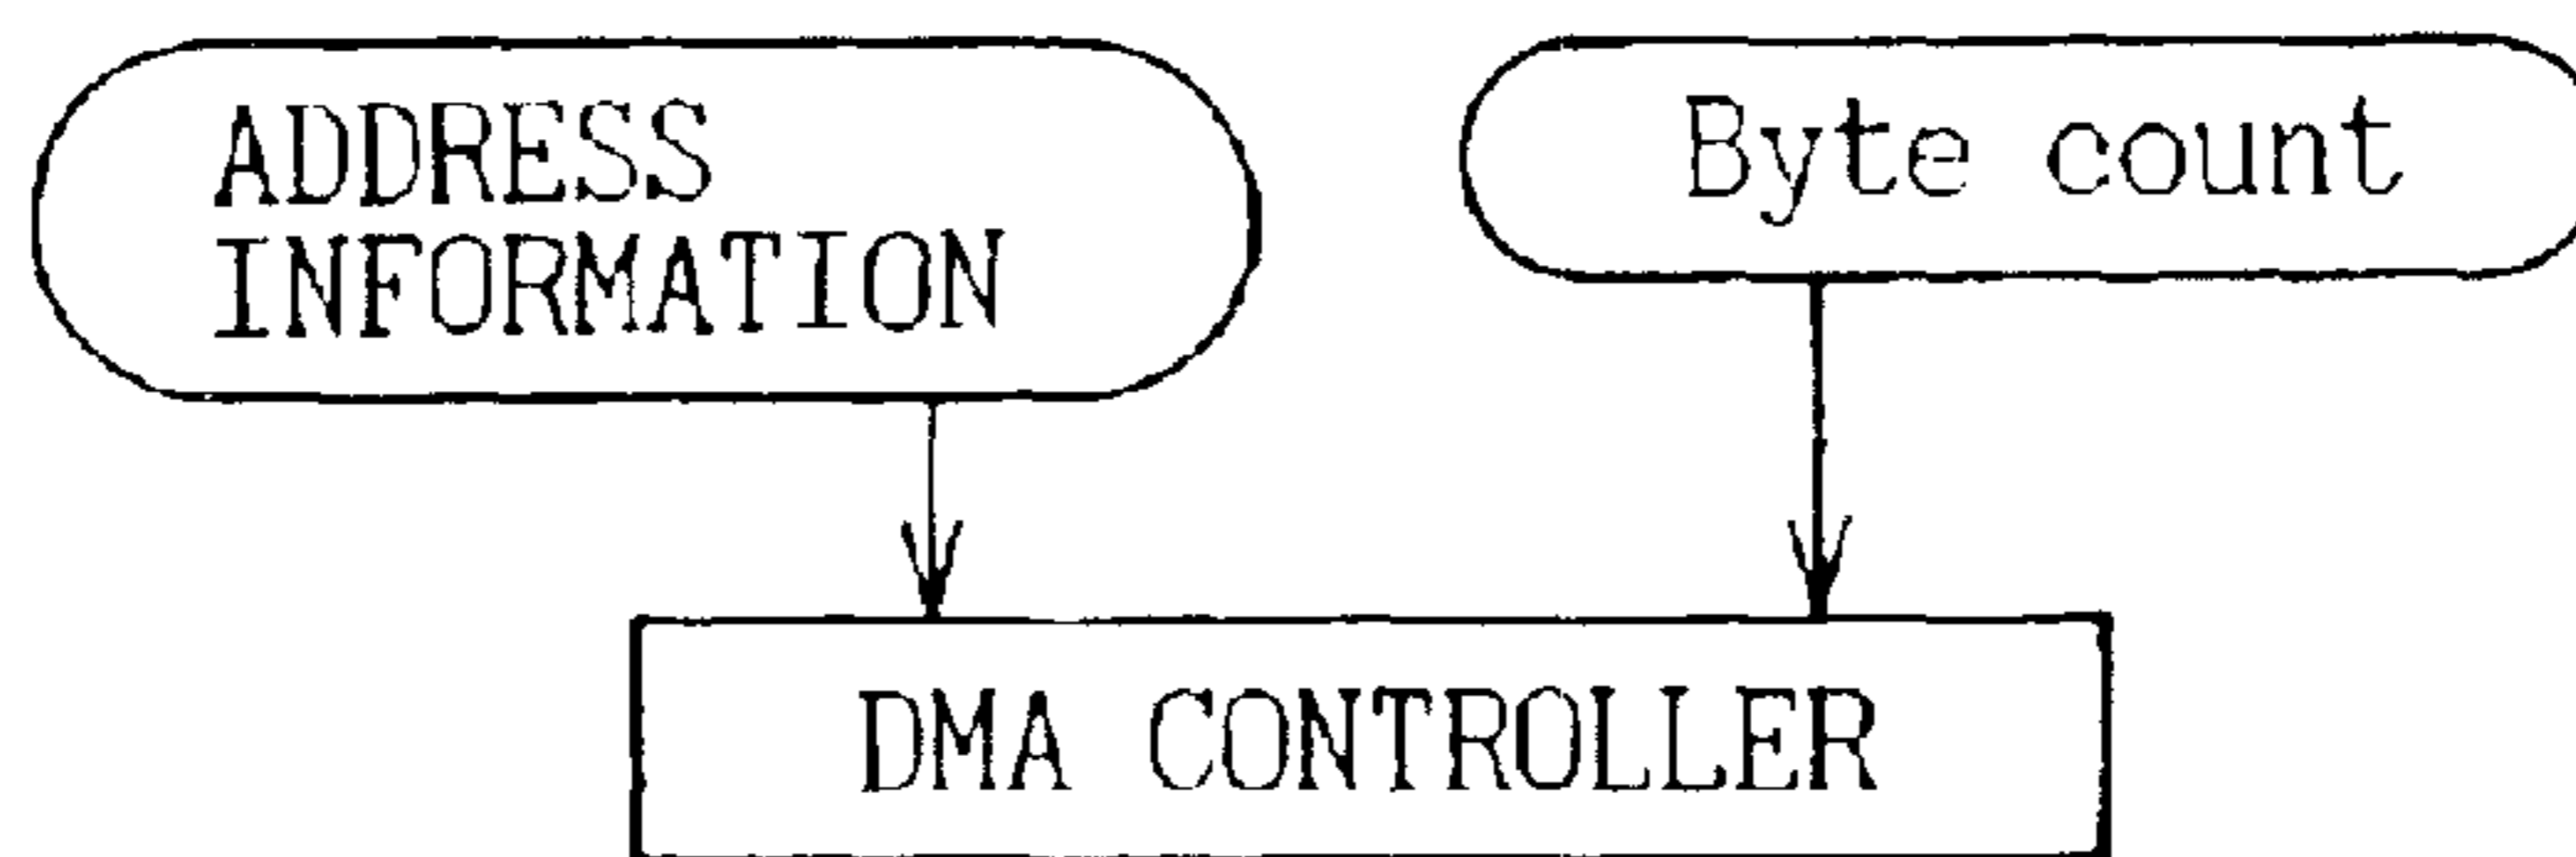 ADDRESS
INFORMATION
Byte count
DMA CONTROLLER